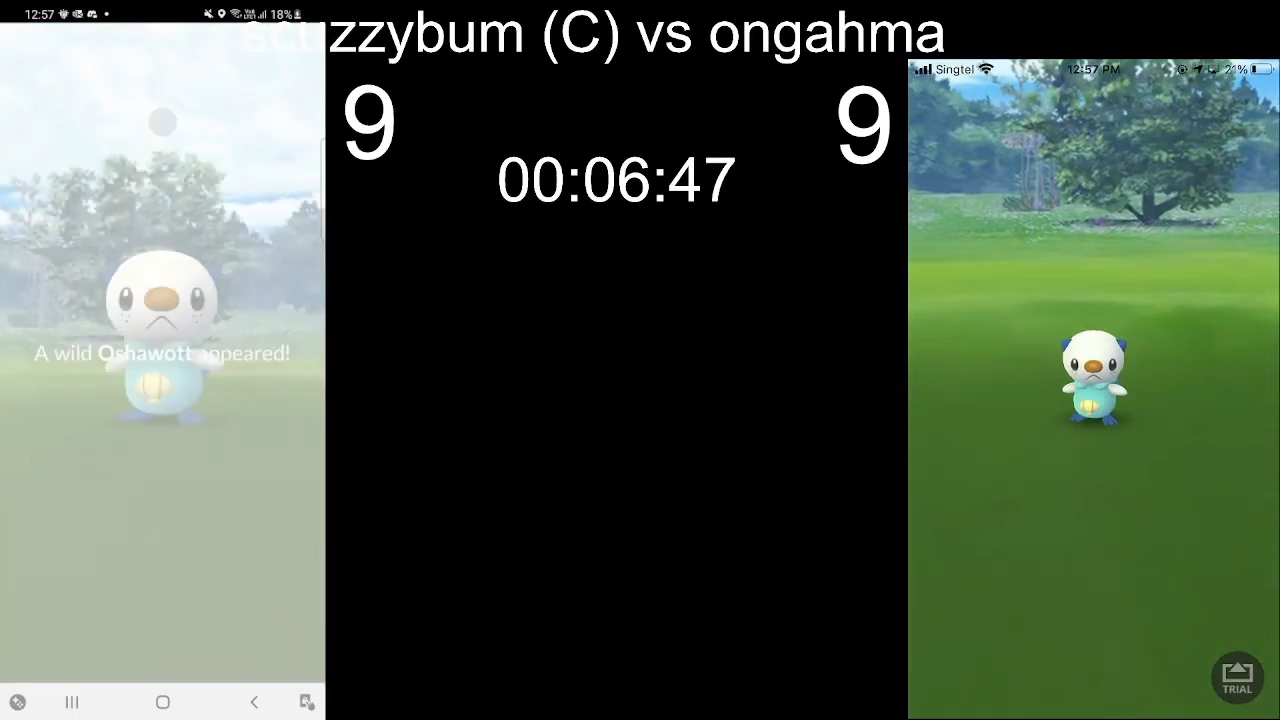 12:57
18%
scuzzybum (C) vs ongahma
9
9
00:06:47
Singtel
12:57 PM
21%
A wild Oshawott appeared!
TRIAL